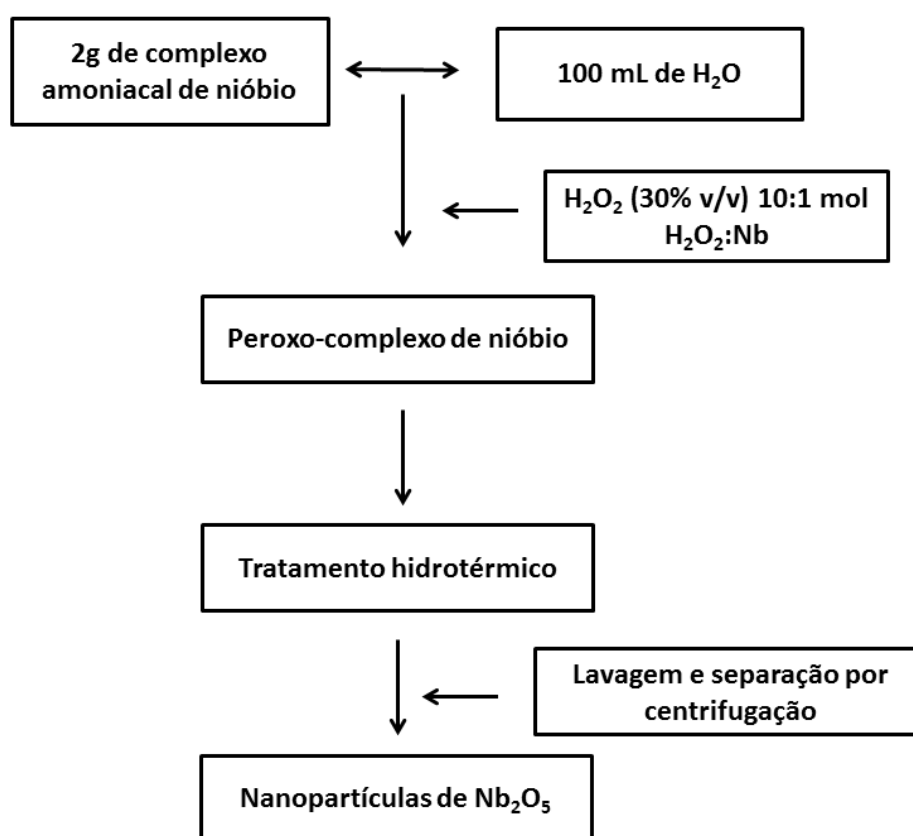 2g de complexo
amoniacal de nióbio
100 mL de H₂O
H₂O₂ (30% v/v) 10:1 mol
H₂O₂:Nb
Peroxo-complexo de nióbio
Tratamento hidrotérmico
Lavagem e separação por
centrifugação
Nanopartículas de Nb₂O₅